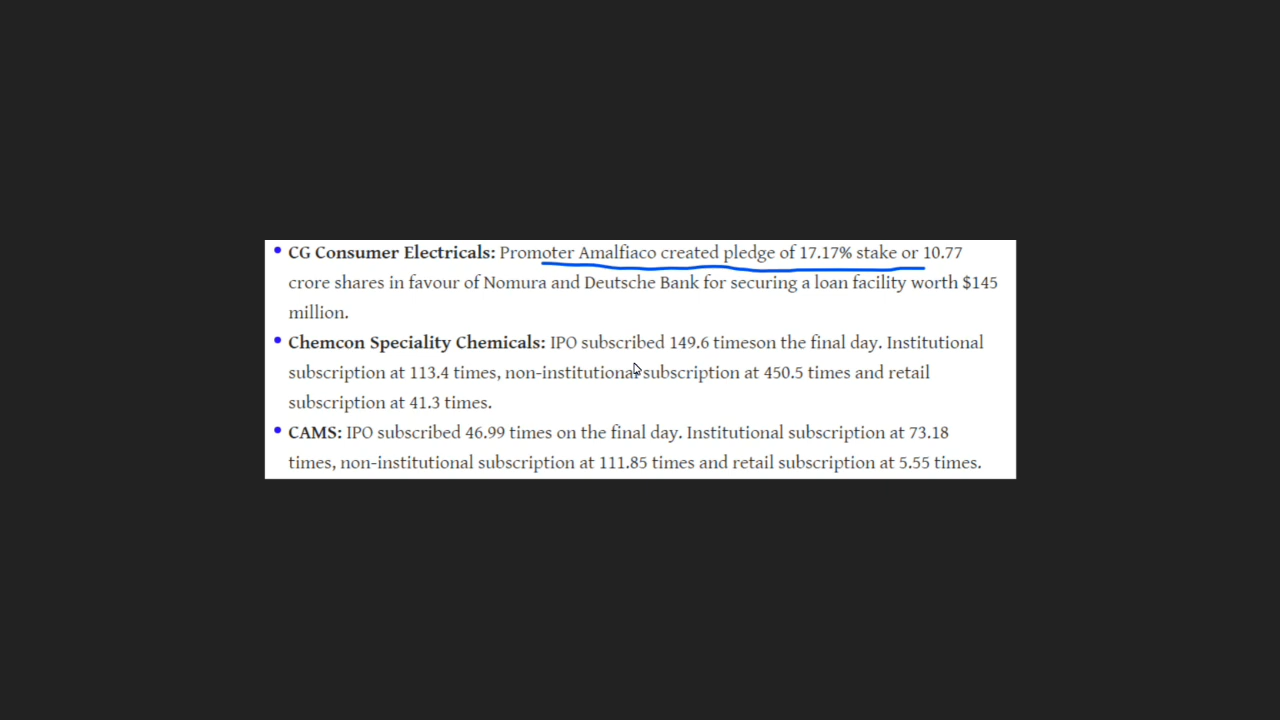 • CG Consumer Electricals: Promoter Amalfiaco created pledge of 17.17% stake or 10.77
crore shares in favour of Nomura and Deutsche Bank for securing a loan facility worth $145
million.
• Chemcon Speciality Chemicals: IPO subscribed 149.6 timeson the final day. Institutional
subscription at 113.4 times, non-institutional subscription at 450.5 times and retail
subscription at 41.3 times.
• CAMS: IPO subscribed 46.99 times on the final day. Institutional subscription at 73.18
times, non-institutional subscription at 111.85 times and retail subscription at 5.55 times.